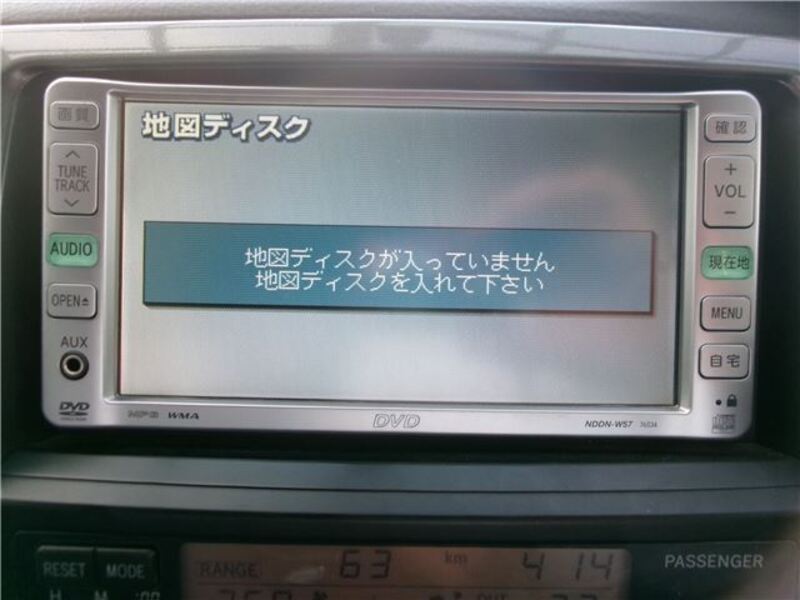 画質
地図ディスク
確認
TUNE
TRACK
+
VOL
-
AUDIO
地図ディスクが入っていません
地図ディスクを入れて下さい
現在地
OPEN
MENU
AUX
自宅
DVD
MP3 WMA
DVD
NDDN-W57
RESET
MODE
RANGE
63
km
4 14
PASSENGER